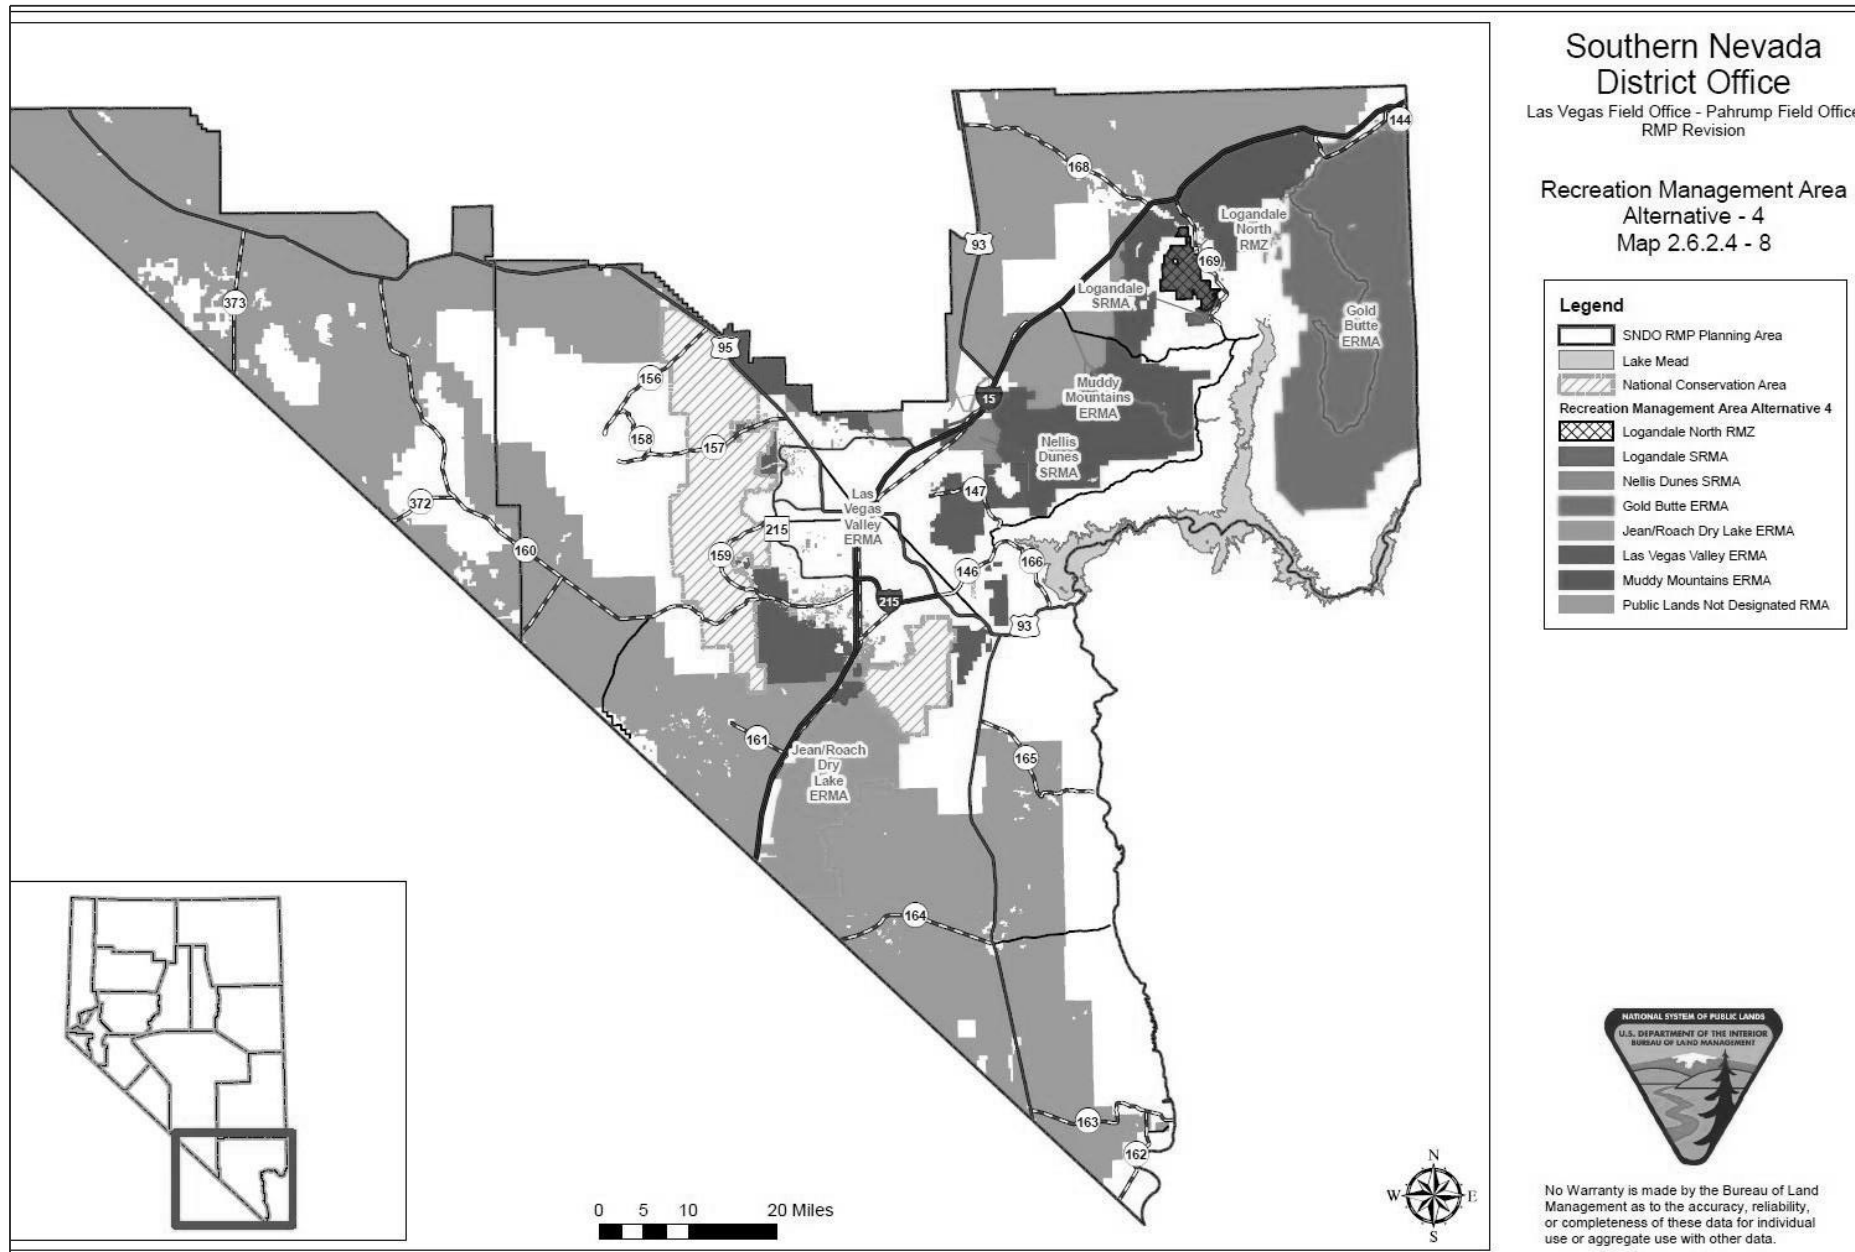 Southern Nevada
District Office
Las Vegas Field Office - Pahrump Field Office
RMP Revision
Recreation Management Area
Alternative - 4
Map 2.6.2.4 - 8
Legend
SNDO RMP Planning Area
Lake Mead
National Conservation Area
Recreation Management Area Alternative 4
Logandale North RMZ
Logandale SRMA
Nellis Dunes SRMA
Gold Butte ERMA
Jean/Roach Dry Lake ERMA
Las Vegas Valley ERMA
Muddy Mountains ERMA
Public Lands Not Designated RMA
144
168
Logandale
North
RMZ
93
169
Logandale
SRMA
373
Gold
Butte
ERMA
95
156
Muddy
Mountains
ERMA
15
158
157
Nellis
Dunes
SRMA
147
372
Las
Vegas
Valley
ERMA
215
160
159
146
166
215
93
161
Jean/Roach
Dry
Lake
ERMA
165
164
163
162
0 5 10 20 Miles
N
W E
S
NATIONAL SYSTEM OF PUBLIC LANDS
U.S. DEPARTMENT OF THE INTERIOR
BUREAU OF LAND MANAGEMENT
No Warranty is made by the Bureau of Land
Management as to the accuracy, reliability,
or completeness of these data for individual
use or aggregate use with other data.